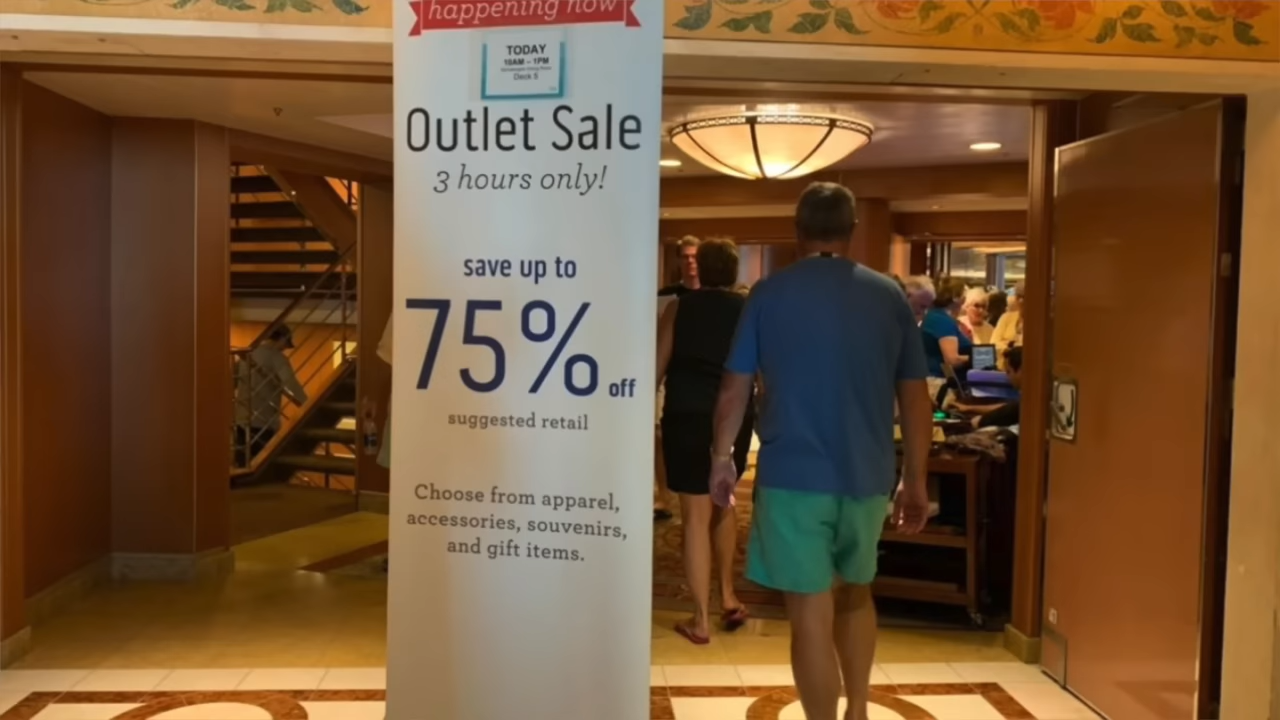 happening now
TODAY
10AM – 1PM
Deck 5
Outlet Sale
3 hours only!
save up to
75% off
suggested retail
Choose from apparel,
accessories, souvenirs,
and gift items.